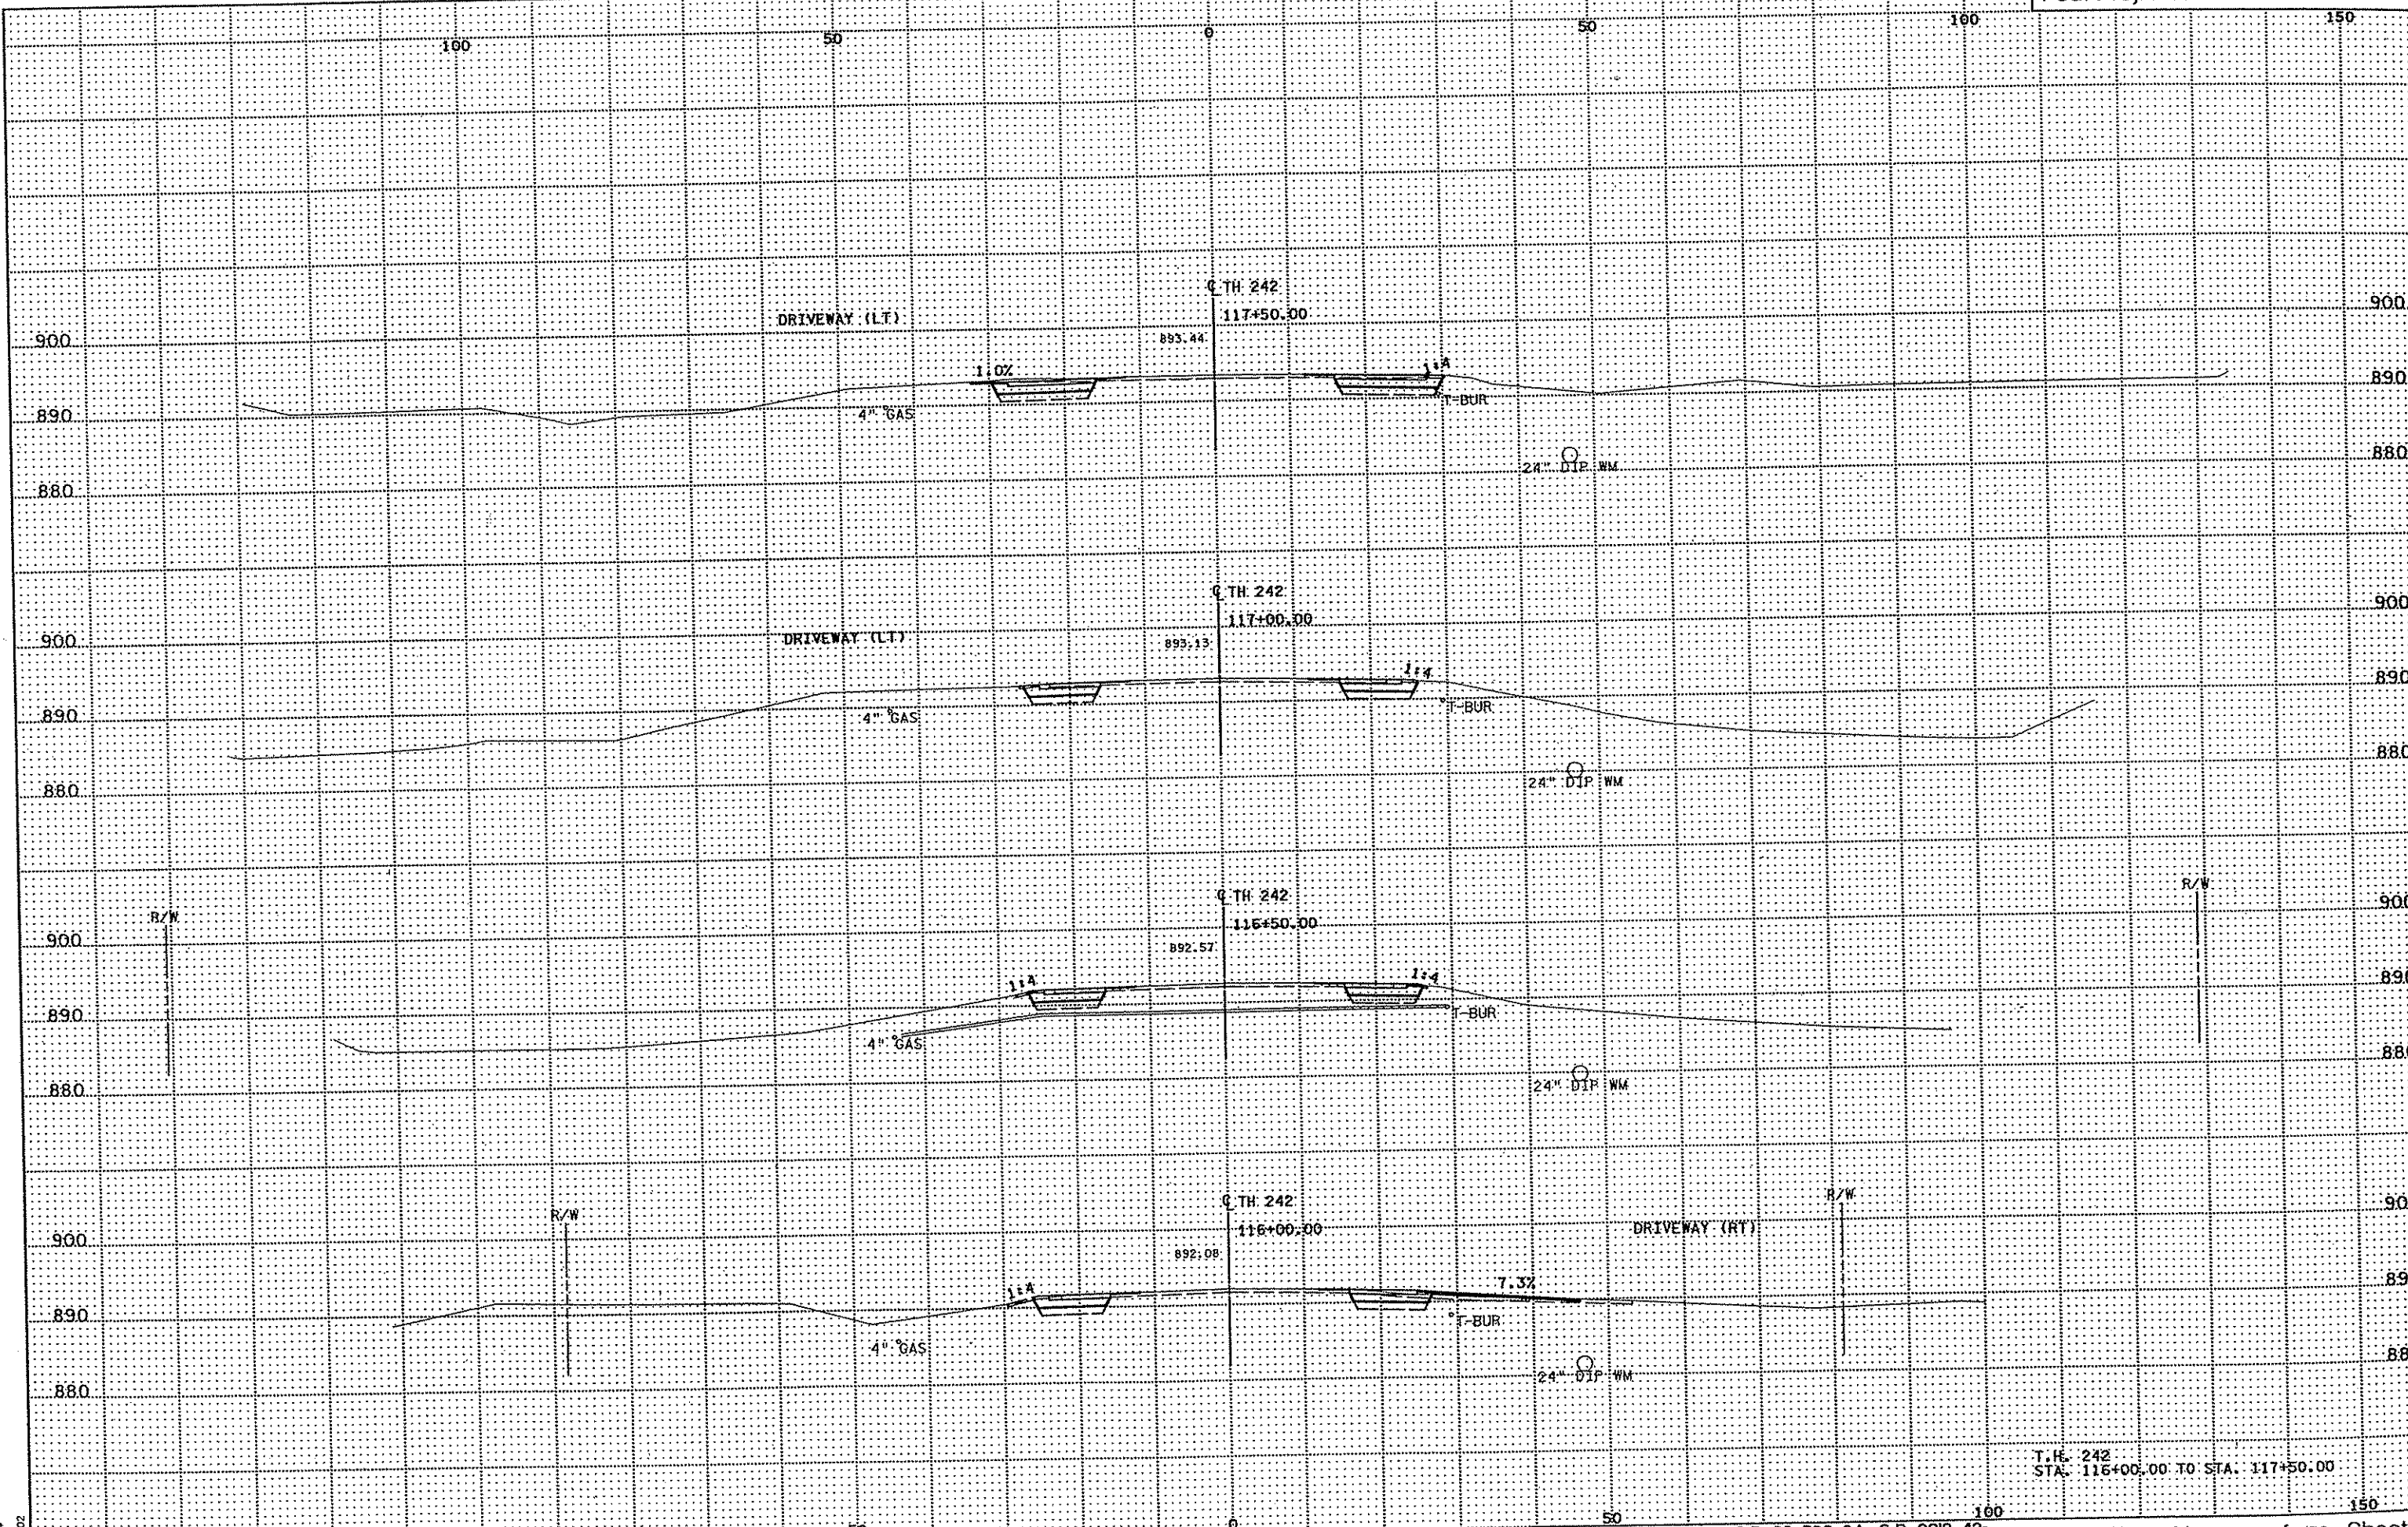 100 50 0 50 100 150
℄ TH 242
117+50.00
DRIVEWAY (LT)
893.44
900 900
1.0% 1:A
890 890
4" GAS T-BUR
24" DIP WM
880 880
℄ TH 242
117+00.00
DRIVEWAY (LT)
893.13
900 900
1:4
890 890
4" GAS T-BUR
24" DIP WM
880 880
R/W R/W
℄ TH 242
116+50.00
892.57
900
1:A 1:4
890
T-BUR
4" GAS
24" DIP WM
880
R/W R/W
℄ TH 242
116+00.00
DRIVEWAY (RT)
892.08
900
1:A 7.3%
890
T-BUR
4" GAS
24" DIP WM
880
T.H. 242
STA. 116+00.00 TO STA. 117+50.00
0 50 100 150